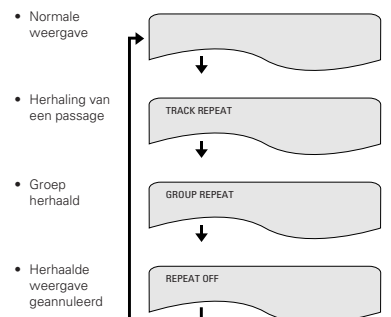 • Normale
weergave
• Herhaling van
een passage
TRACK REPEAT
• Groep
herhaald
GROUP REPEAT
• Herhaalde
weergave
geannuleerd
REPEAT OFF